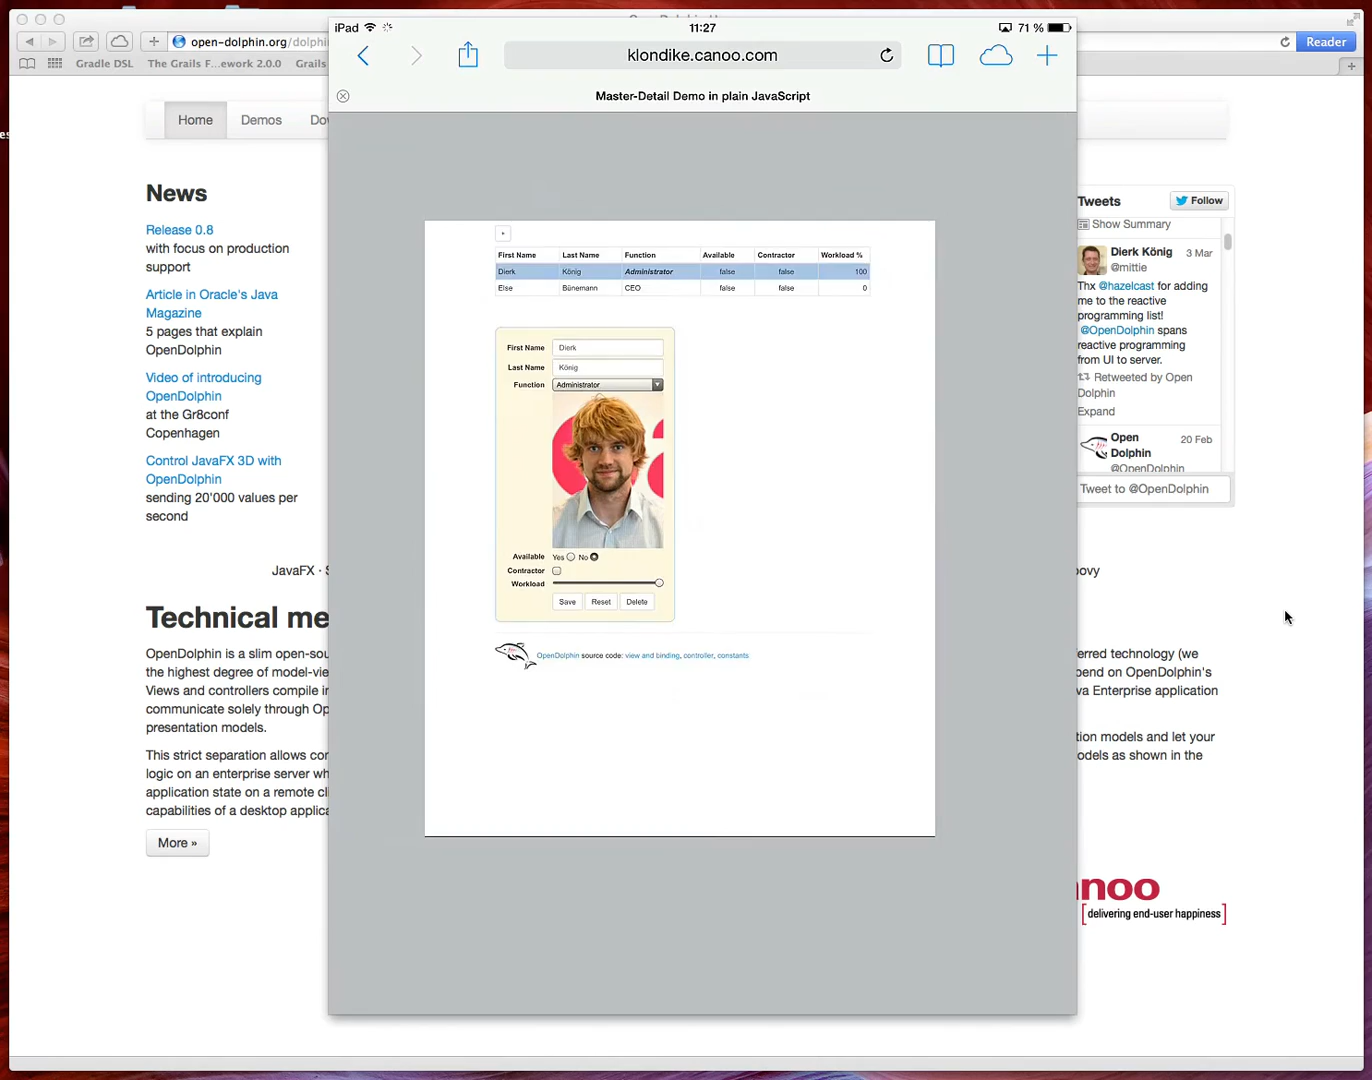 iPad 11:27 71 %
open-dolphin.org/dolphi
klondike.canoo.com
Reader
Grade DSL The Grails F...ework 2.0.0 Grails
Master-Detail Demo in plain JavaScript
Home Demos Do
News
Release 0.8
with focus on production
support
Article in Oracle's Java
Magazine
5 pages that explain
OpenDolphin
Video of introducing
OpenDolphin
at the Gr8conf
Copenhagen
Control JavaFX 3D with
OpenDolphin
sending 20'000 values per
second
JavaFX · S
Technical me
OpenDolphin is a slim open-sou
the highest degree of model-vie
Views and controllers compile in
communicate solely through Op
presentation models.
This strict separation allows cor
logic on an enterprise server wh
application state on a remote cli
capabilities of a desktop applica
More »
First Name Last Name Function Available Contractor Workload %
Dierk König Administrator false false 100
Else Bünemann CEO false false 0
First Name Dierk
Last Name König
Function Administrator
Available Yes No
Contractor
Workload
Save Reset Delete
OpenDolphin source code: view and binding, controller, constants
Tweets Follow
Show Summary
Dierk König 3 Mar
@mittie
Thx @hazelcast for adding
me to the reactive
programming list!
@OpenDolphin spans
reactive programming
from UI to server.
Retweeted by Open
Dolphin
Expand
Open 20 Feb
Dolphin
@OpenDolphin
Tweet to @OpenDolphin
oovy
erred technology (we
pend on OpenDolphin's
va Enterprise application
tion models and let your
odels as shown in the
noo
[delivering end-user happiness]